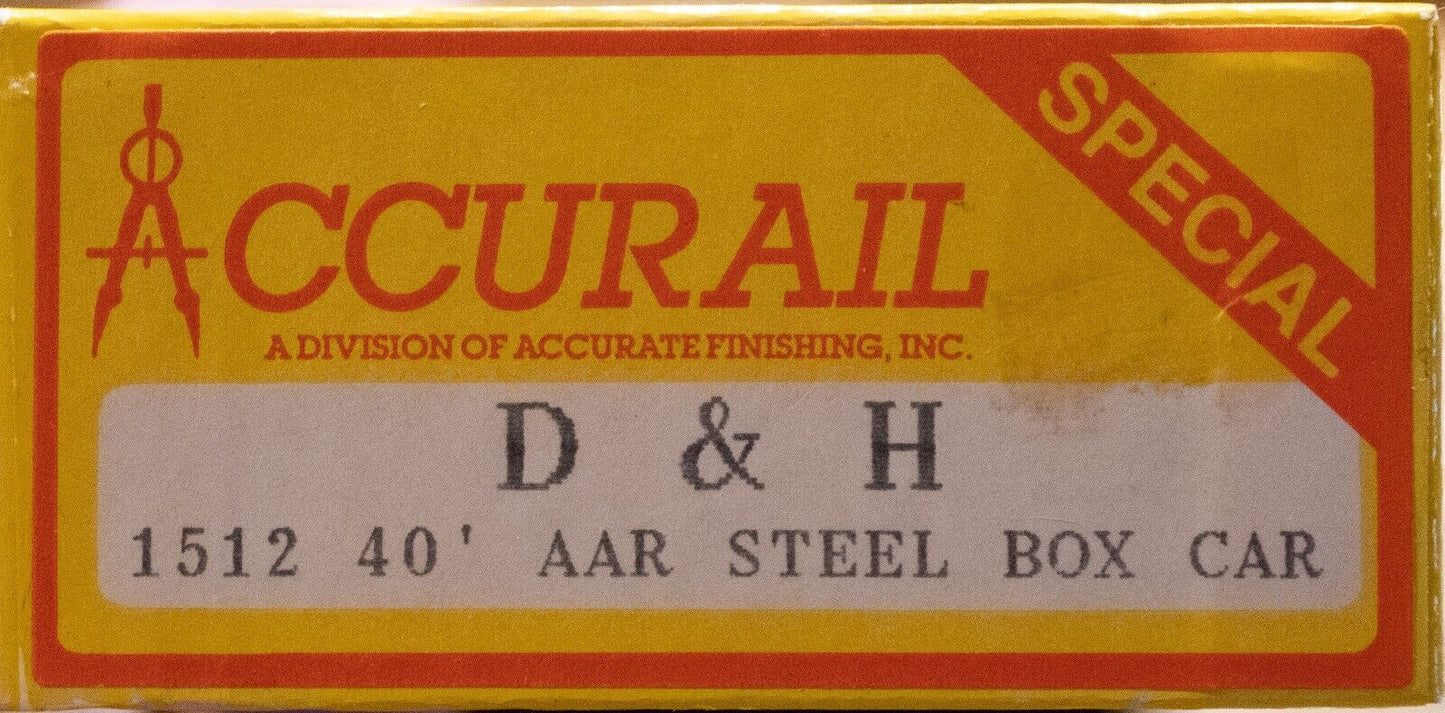 ACCURAIL
A DIVISION OF ACCURATE FINISHING, INC.
SPECIAL
D & H
1512 40' AAR STEEL BOX CAR